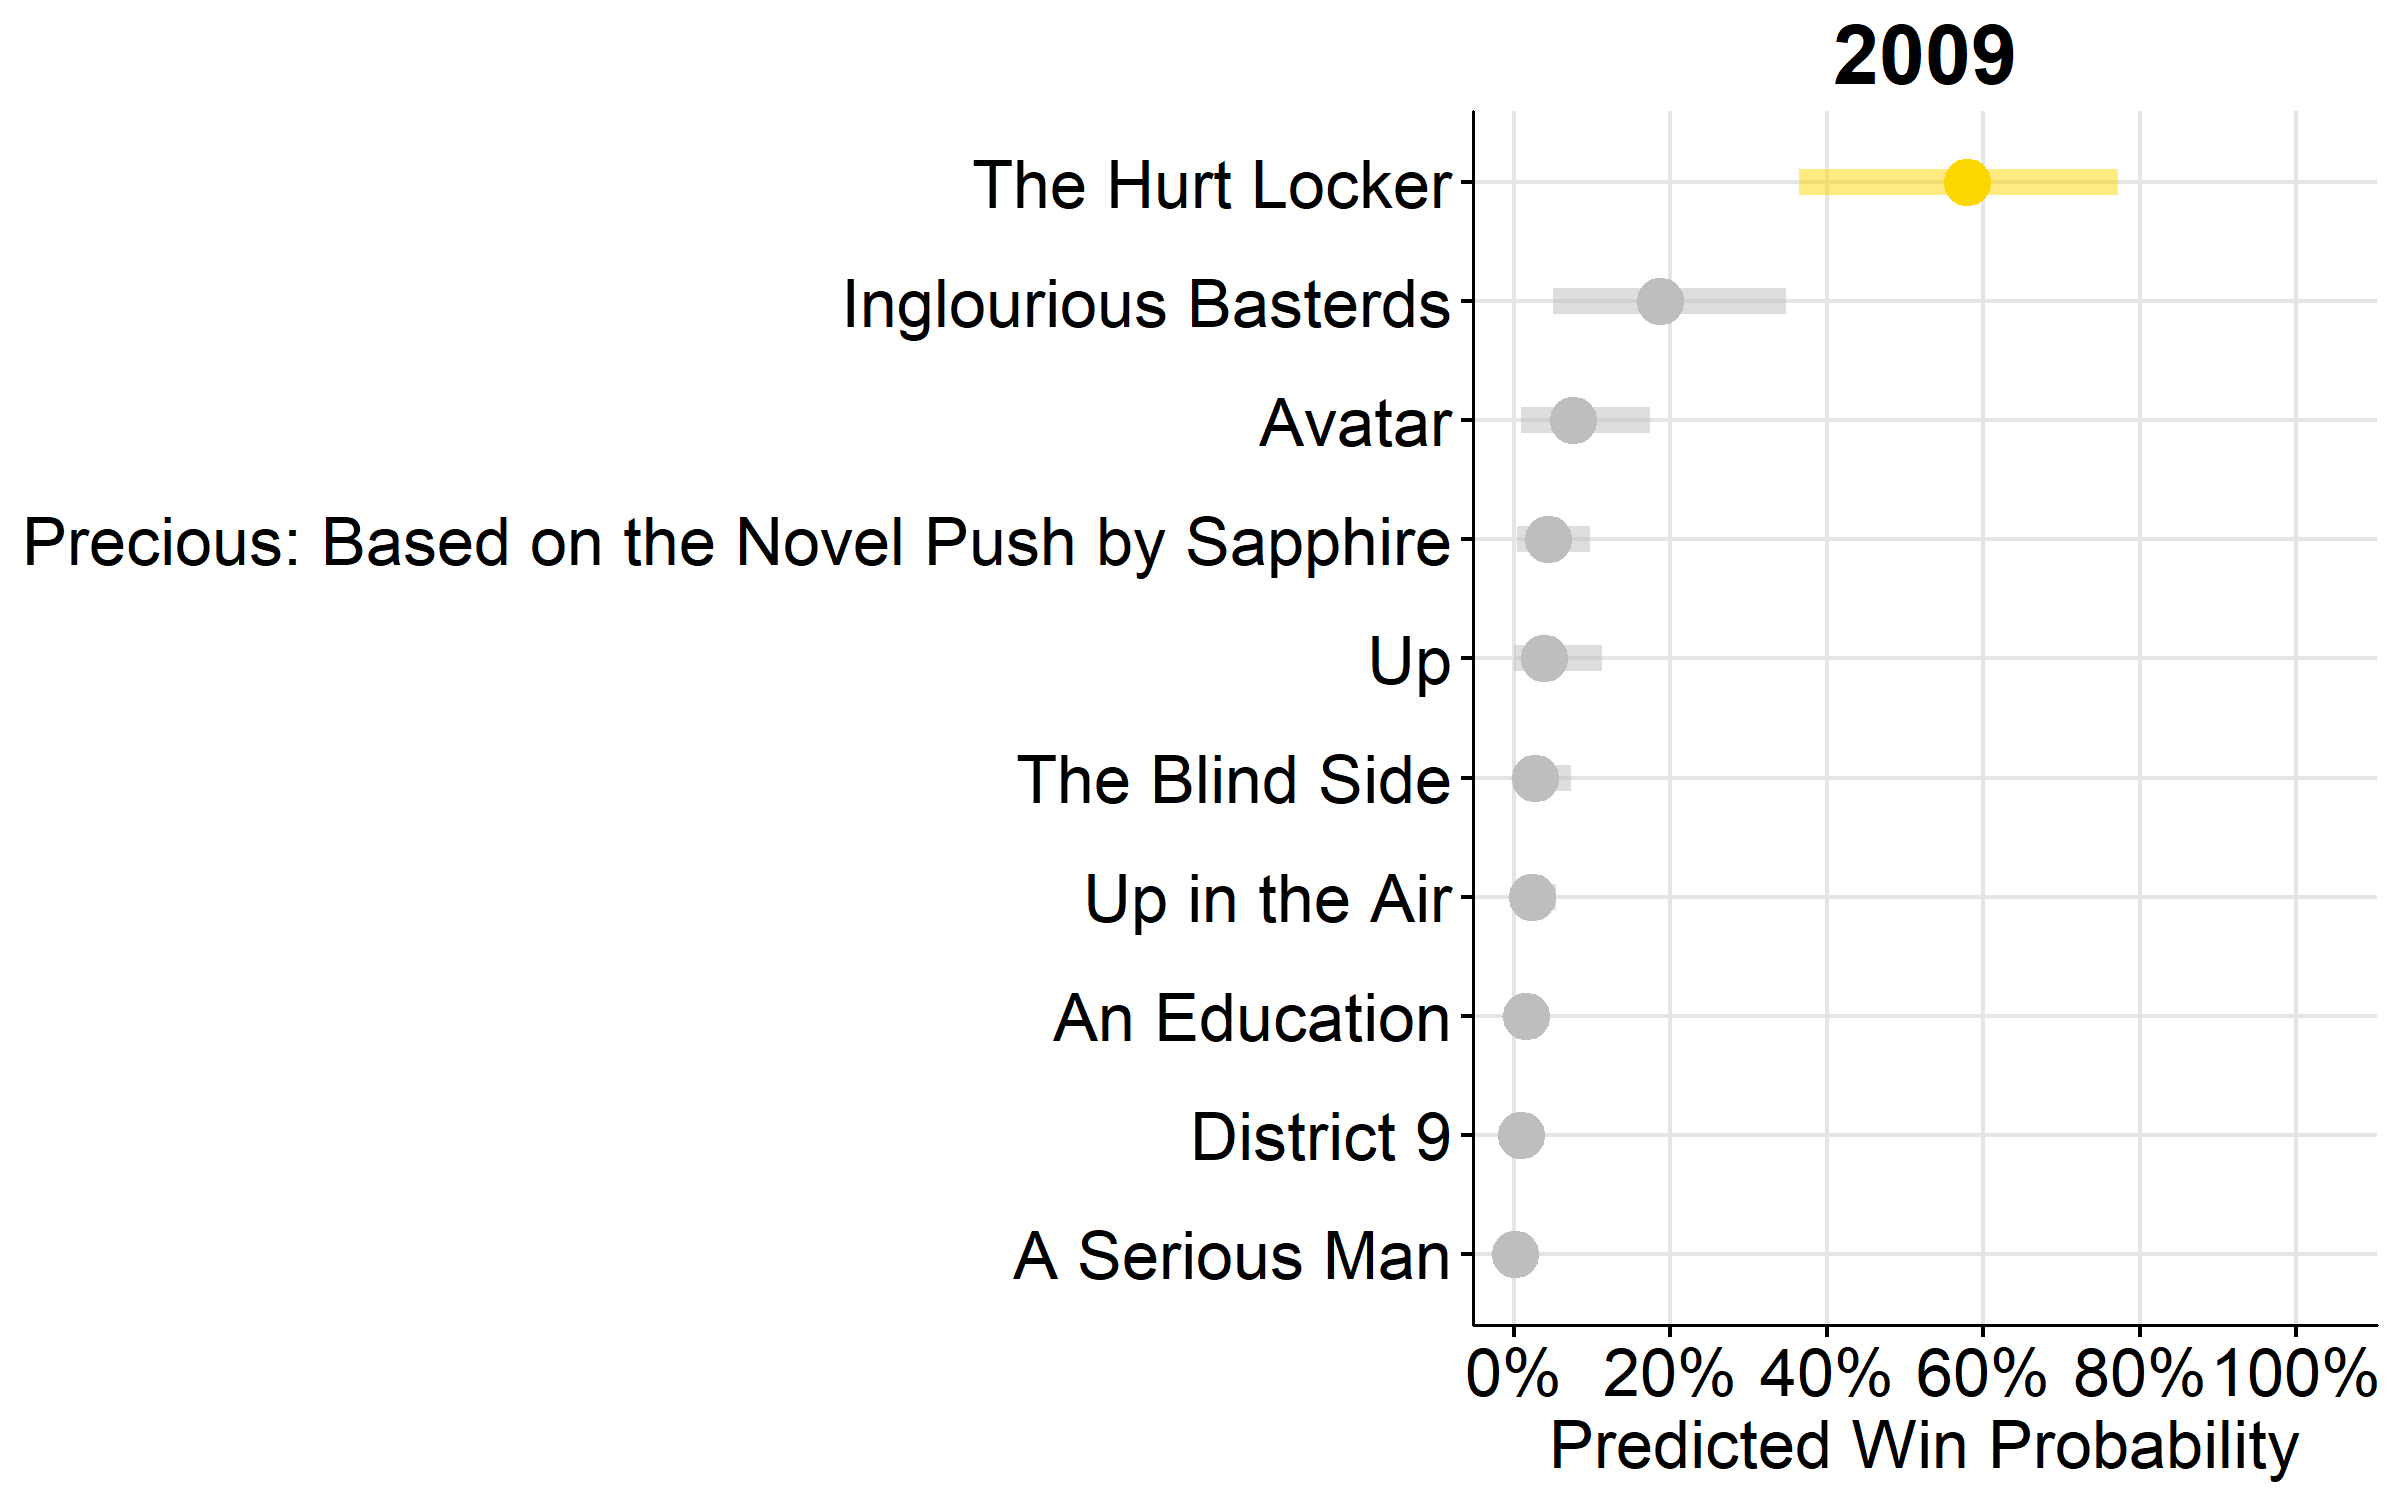 2009
The Hurt Locker
Inglourious Basterds
Avatar
Precious: Based on the Novel Push by Sapphire
Up
The Blind Side
Up in the Air
An Education
District 9
A Serious Man
0% 20% 40% 60% 80% 100%
Predicted Win Probability